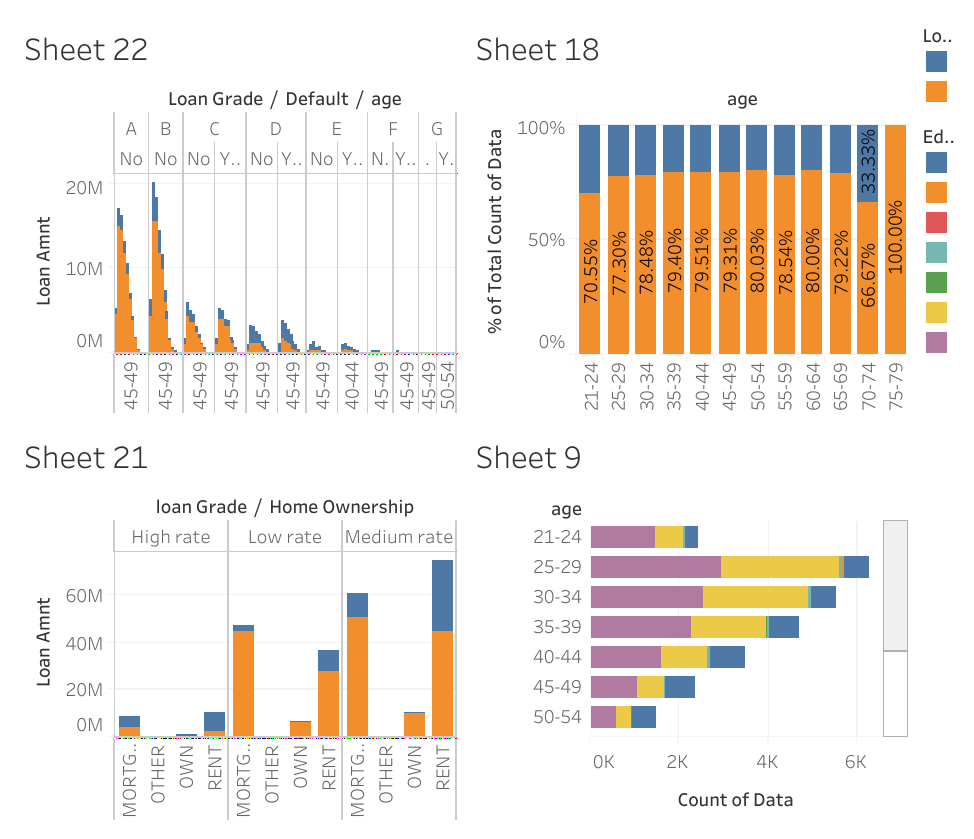 Sheet 22
Loan Grade / Default / age
A B C D E F G
No No No Y.. No Y.. No Y.. N. Y.. . Y.
Loan Amnt
20M
10M
0M
45-49 45-49 45-49 45-49 45-49 45-49 45-49 40-44 45-49 45-49 45-49 50-54
Sheet 18
age
% of Total Count of Data
100%
50%
0%
70.55% 77.30% 78.48% 79.40% 79.51% 79.31% 80.03% 78.54% 80.00% 79.22% 66.67% 33.33% 100.00%
21-24 25-29 30-34 35-39 40-44 45-49 50-54 55-59 60-64 65-69 70-74 75-79
Lo..
Ed..
Sheet 21
loan Grade / Home Ownership
High rate Low rate Medium rate
Loan Amnt
60M
40M
20M
0M
MORTG.. OTHER OWN RENT MORTG.. OTHER OWN RENT MORTG.. OTHER OWN RENT
Sheet 9
age
21-24
25-29
30-34
35-39
40-44
45-49
50-54
0K 2K 4K 6K
Count of Data